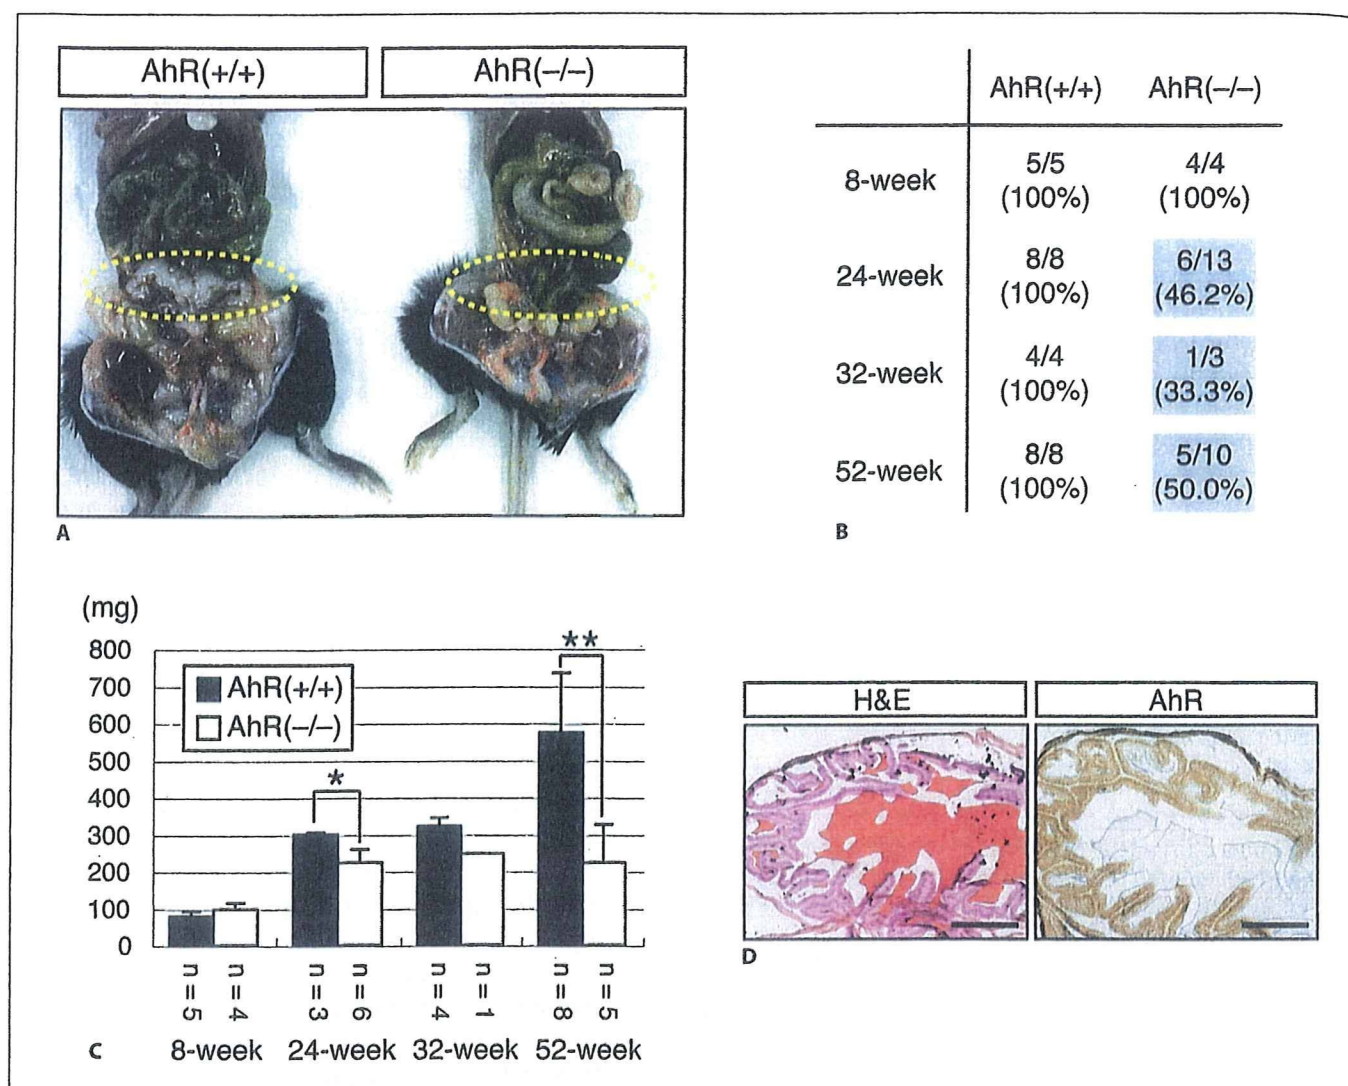 AhR(+/+) AhR(–/–)
A
AhR(+/+) AhR(–/–)
8-week 5/5 4/4
(100%) (100%)
24-week 8/8 6/13
(100%) (46.2%)
32-week 4/4 1/3
(100%) (33.3%)
52-week 8/8 5/10
(100%) (50.0%)
B
(mg)
800
700
600
500
400
300
200
100
0
AhR(+/+)
AhR(–/–)
*
**
n = 5 n = 4 n = 3 n = 6 n = 4 n = 1 n = 8 n = 5
8-week 24-week 32-week 52-week
C
H&E AhR
D